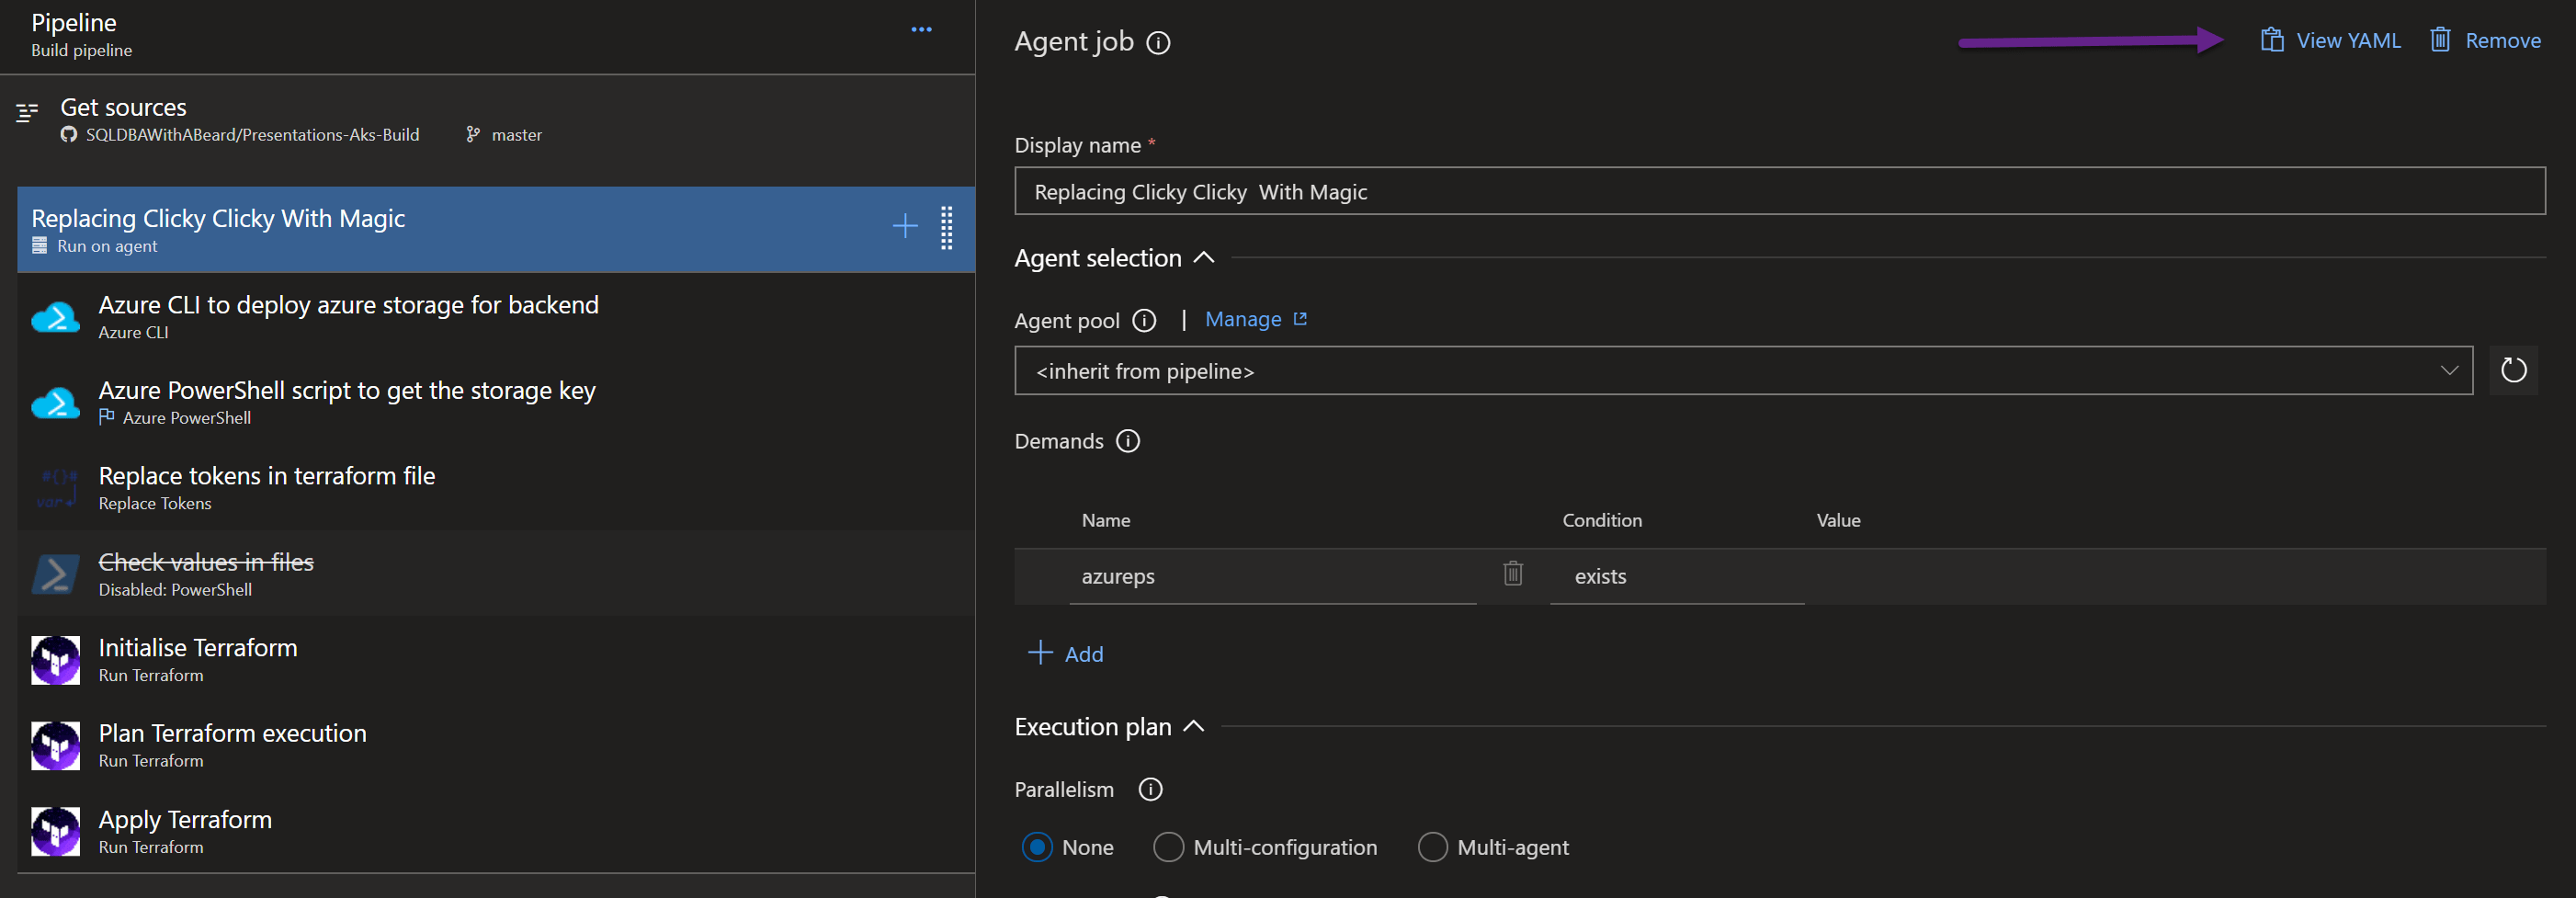 Pipeline
Build pipeline
...
Get sources
SQLDBAWithABeard/Presentations-Aks-Build master
Replacing Clicky Clicky With Magic
Run on agent
Azure CLI to deploy azure storage for backend
Azure CLI
Azure PowerShell script to get the storage key
Azure PowerShell
#{}#
var
Replace tokens in terraform file
Replace Tokens
Check values in files
Disabled: PowerShell
Initialise Terraform
Run Terraform
Plan Terraform execution
Run Terraform
Apply Terraform
Run Terraform
Agent job
View YAML Remove
Display name *
Replacing Clicky Clicky  With Magic
Agent selection
Agent pool | Manage
<inherit from pipeline>
Demands
Name Condition Value
azureps exists
Add
Execution plan
Parallelism
None Multi-configuration Multi-agent